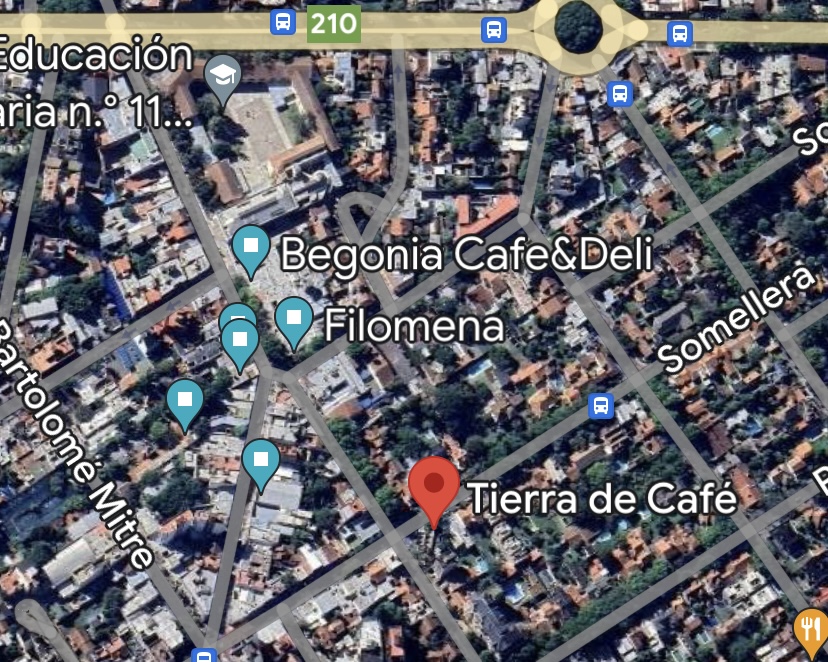 210
Educación
aria n.° 11...
Begonia Cafe&Deli
Filomena
Somellera
Bartolomé Mitre
Tierra de Café